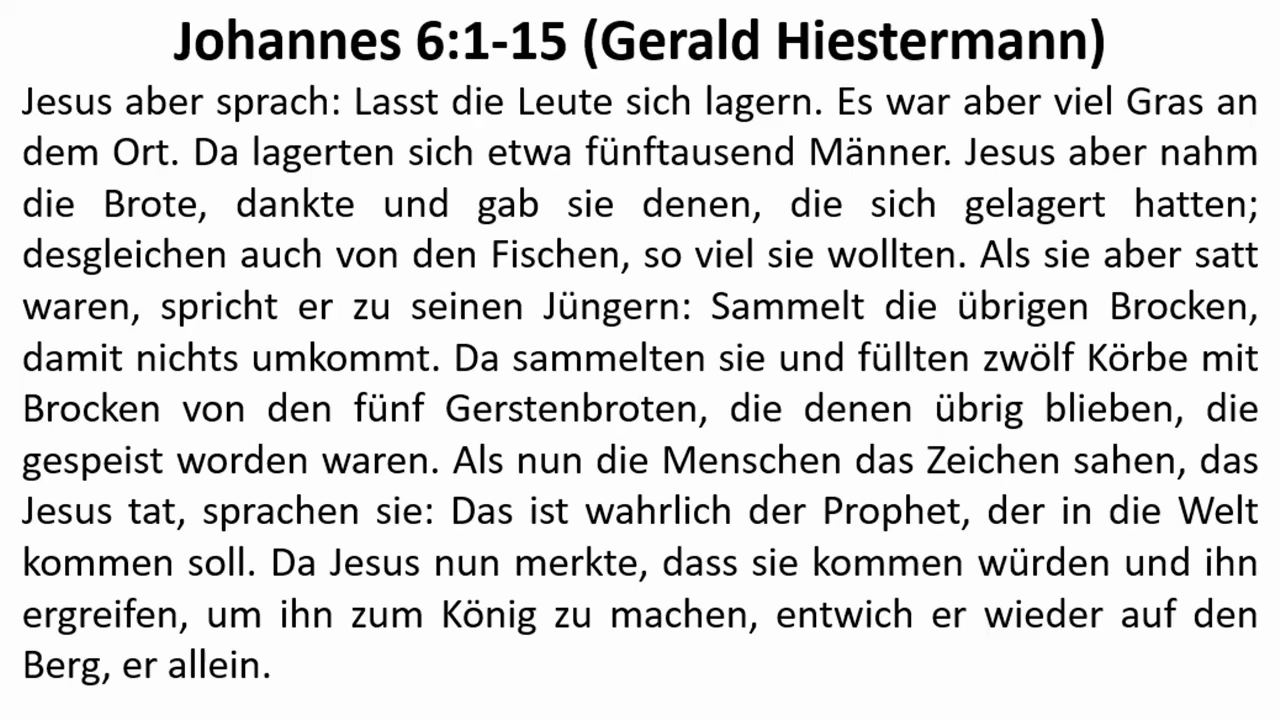 Johannes 6:1-15 (Gerald Hiestermann)
Jesus aber sprach: Lasst die Leute sich lagern. Es war aber viel Gras an
dem Ort. Da lagerten sich etwa fünftausend Männer. Jesus aber nahm
die Brote, dankte und gab sie denen, die sich gelagert hatten;
desgleichen auch von den Fischen, so viel sie wollten. Als sie aber satt
waren, spricht er zu seinen Jüngern: Sammelt die übrigen Brocken,
damit nichts umkommt. Da sammelten sie und füllten zwölf Körbe mit
Brocken von den fünf Gerstenbroten, die denen übrig blieben, die
gespeist worden waren. Als nun die Menschen das Zeichen sahen, das
Jesus tat, sprachen sie: Das ist wahrlich der Prophet, der in die Welt
kommen soll. Da Jesus nun merkte, dass sie kommen würden und ihn
ergreifen, um ihn zum König zu machen, entwich er wieder auf den
Berg, er allein.